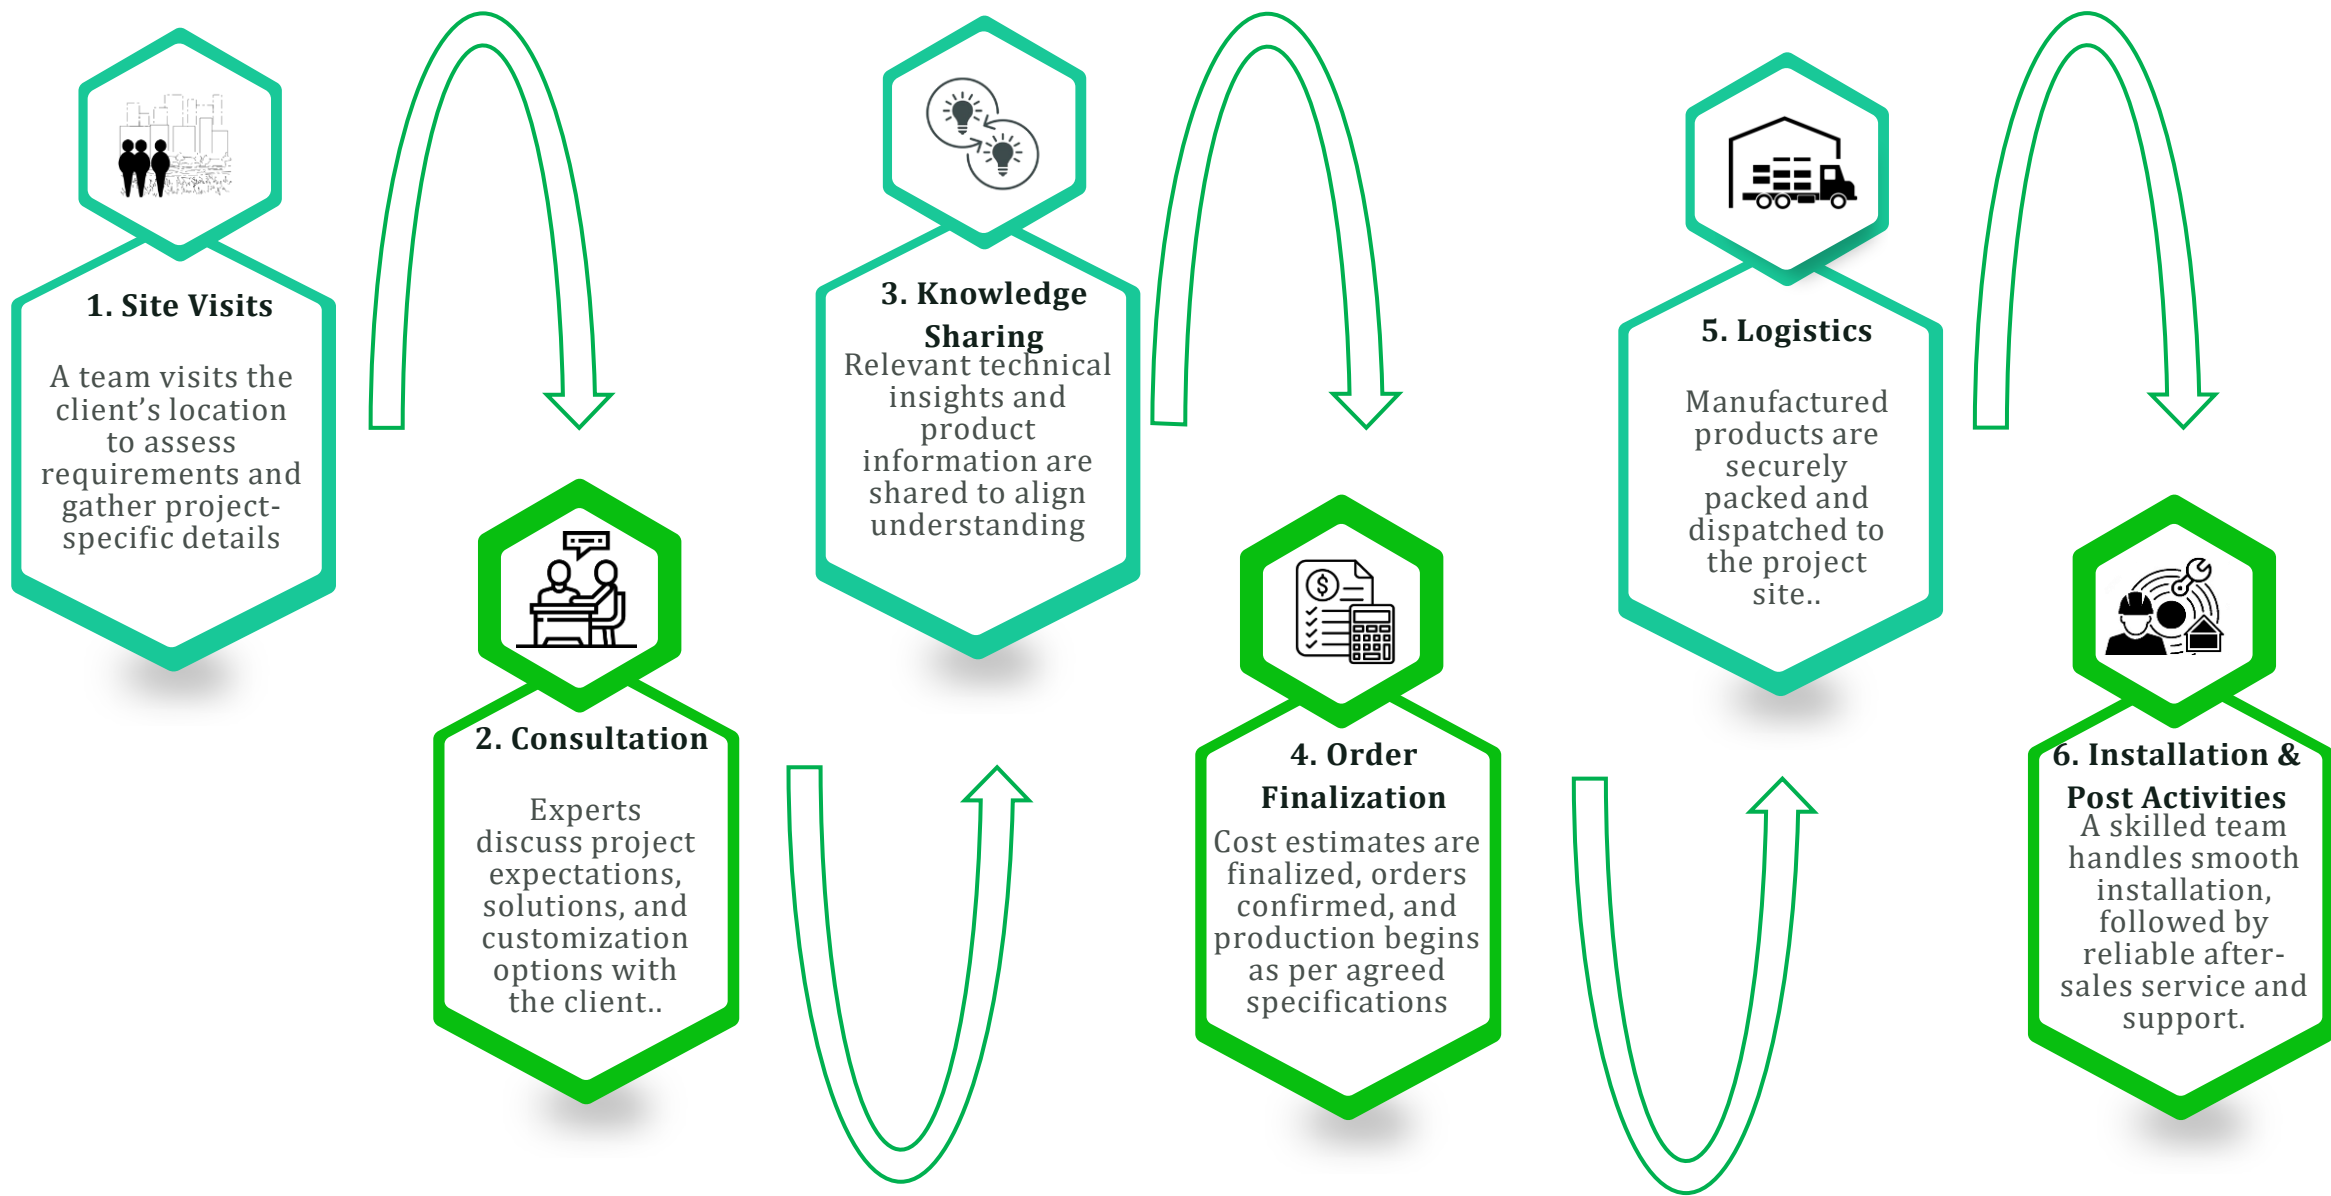 1. Site Visits
A team visits the
client’s location
to assess
requirements and
gather project-
specific details
2. Consultation
Experts
discuss project
expectations,
solutions, and
customization
options with
the client..
3. Knowledge
Sharing
Relevant technical
insights and
product
information are
shared to align
understanding
4. Order
Finalization
Cost estimates are
finalized, orders
confirmed, and
production begins
as per agreed
specifications
5. Logistics
Manufactured
products are
securely
packed and
dispatched to
the project
site..
6. Installation &
Post Activities
A skilled team
handles smooth
installation,
followed by
reliable after-
sales service and
support.